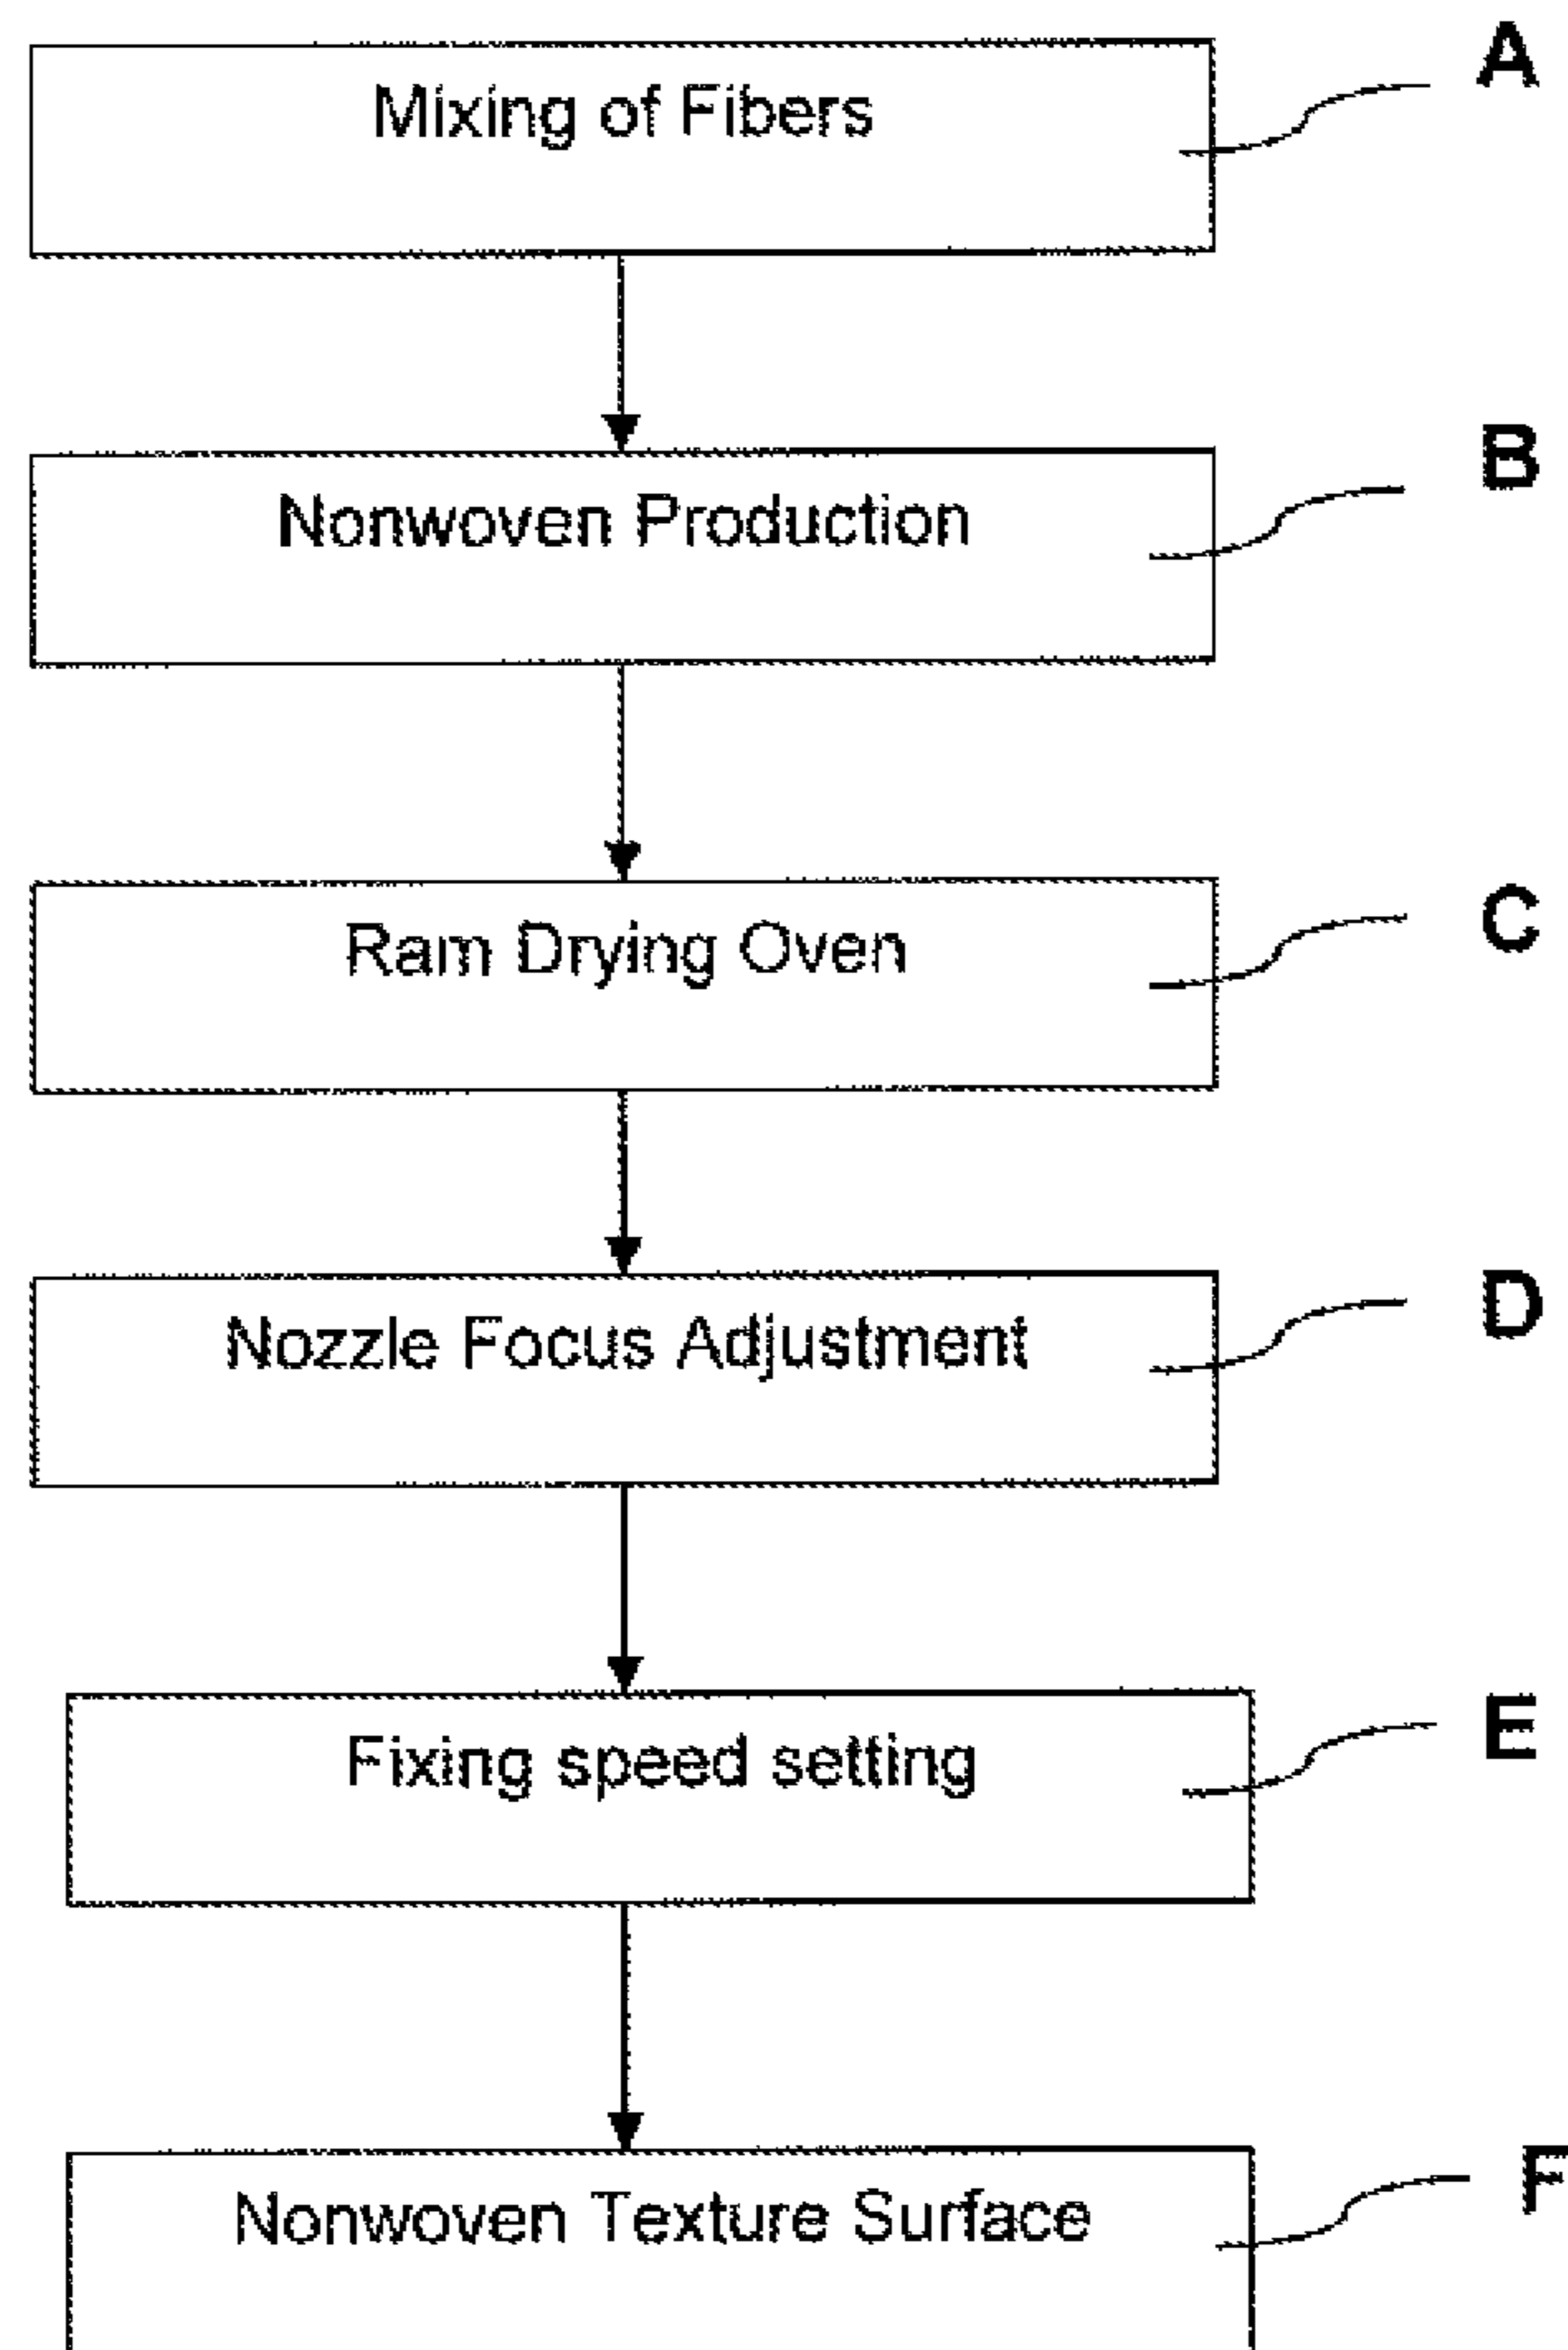 Mixing of Fibers
A
Nonwoven Production
B
Ram Drying Oven
C
Nozzle Focus Adjustment
D
Fixing speed setting
E
Nonwoven Texture Surface
F